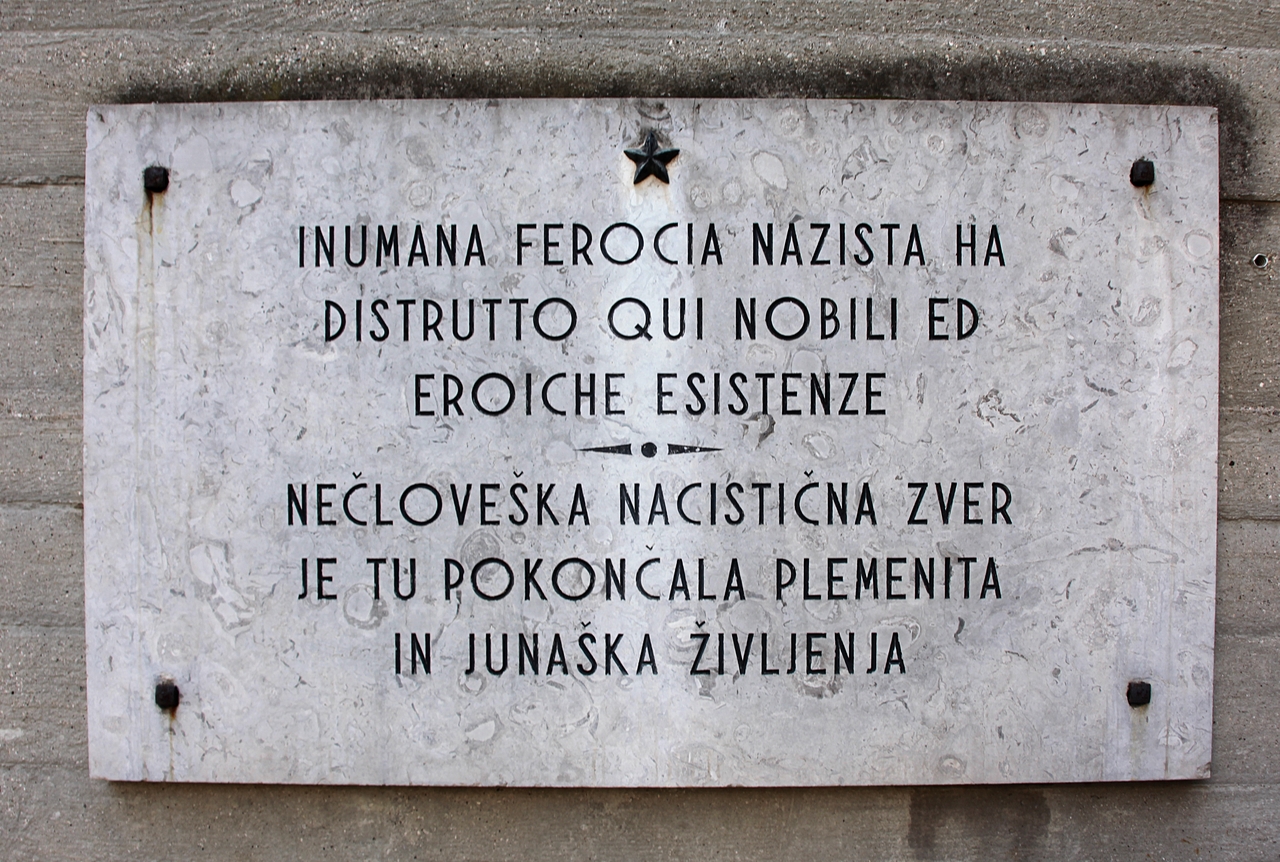 INUMANA FEROCIA NAZISTA HA
DISTRUTTO QUI NOBILI ED
EROICHE ESISTENZE
NEČLOVEŠKA NACISTIČNA ZVER
JE TU POKONČALA PLEMENITA
IN JUNAŠKA ŽIVLJENJA